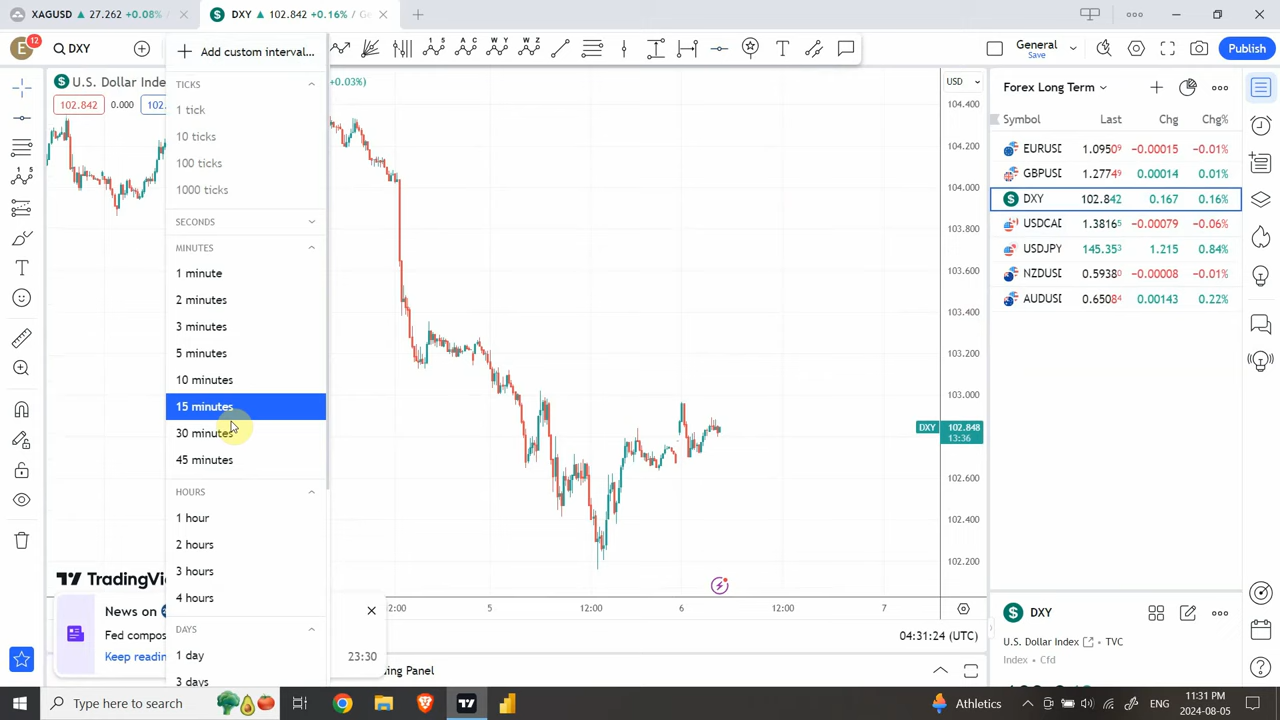 XAGUSD ▲ 27.262 +0.08%
DXY ▲ 102.842 +0.16% / G
E 12
DXY
Add custom interval...
General
Save
Publish
U.S. Dollar Inde
+0.03%)
USD
Forex Long Term
102.842 0.000 102.
TICKS
1 tick
10 ticks
100 ticks
1000 ticks
SECONDS
MINUTES
1 minute
2 minutes
3 minutes
5 minutes
10 minutes
15 minutes
30 minutes
45 minutes
HOURS
1 hour
2 hours
3 hours
4 hours
DAYS
1 day
3 days
104.400
104.200
104.000
103.800
103.600
103.400
103.200
103.000
DXY 102.848
13:36
102.600
102.400
102.200
Symbol Last Chg Chg%
EURUSD 1.09509 −0.00015 −0.01%
GBPUSD 1.27749 0.00014 0.01%
DXY 102.842 0.167 0.16%
USDCAD 1.38165 −0.00079 −0.06%
USDJPY 145.353 1.215 0.84%
NZDUSD 0.59380 −0.00008 −0.01%
AUDUSD 0.65084 0.00143 0.22%
TradingVie
News on
Fed compos
Keep readin
23:30
2:00 5 12:00 6 12:00 7
04:31:24 (UTC)
ing Panel
DXY
U.S. Dollar Index • TVC
Index • Cfd
Type here to search
Athletics
ENG
11:31 PM
2024-08-05